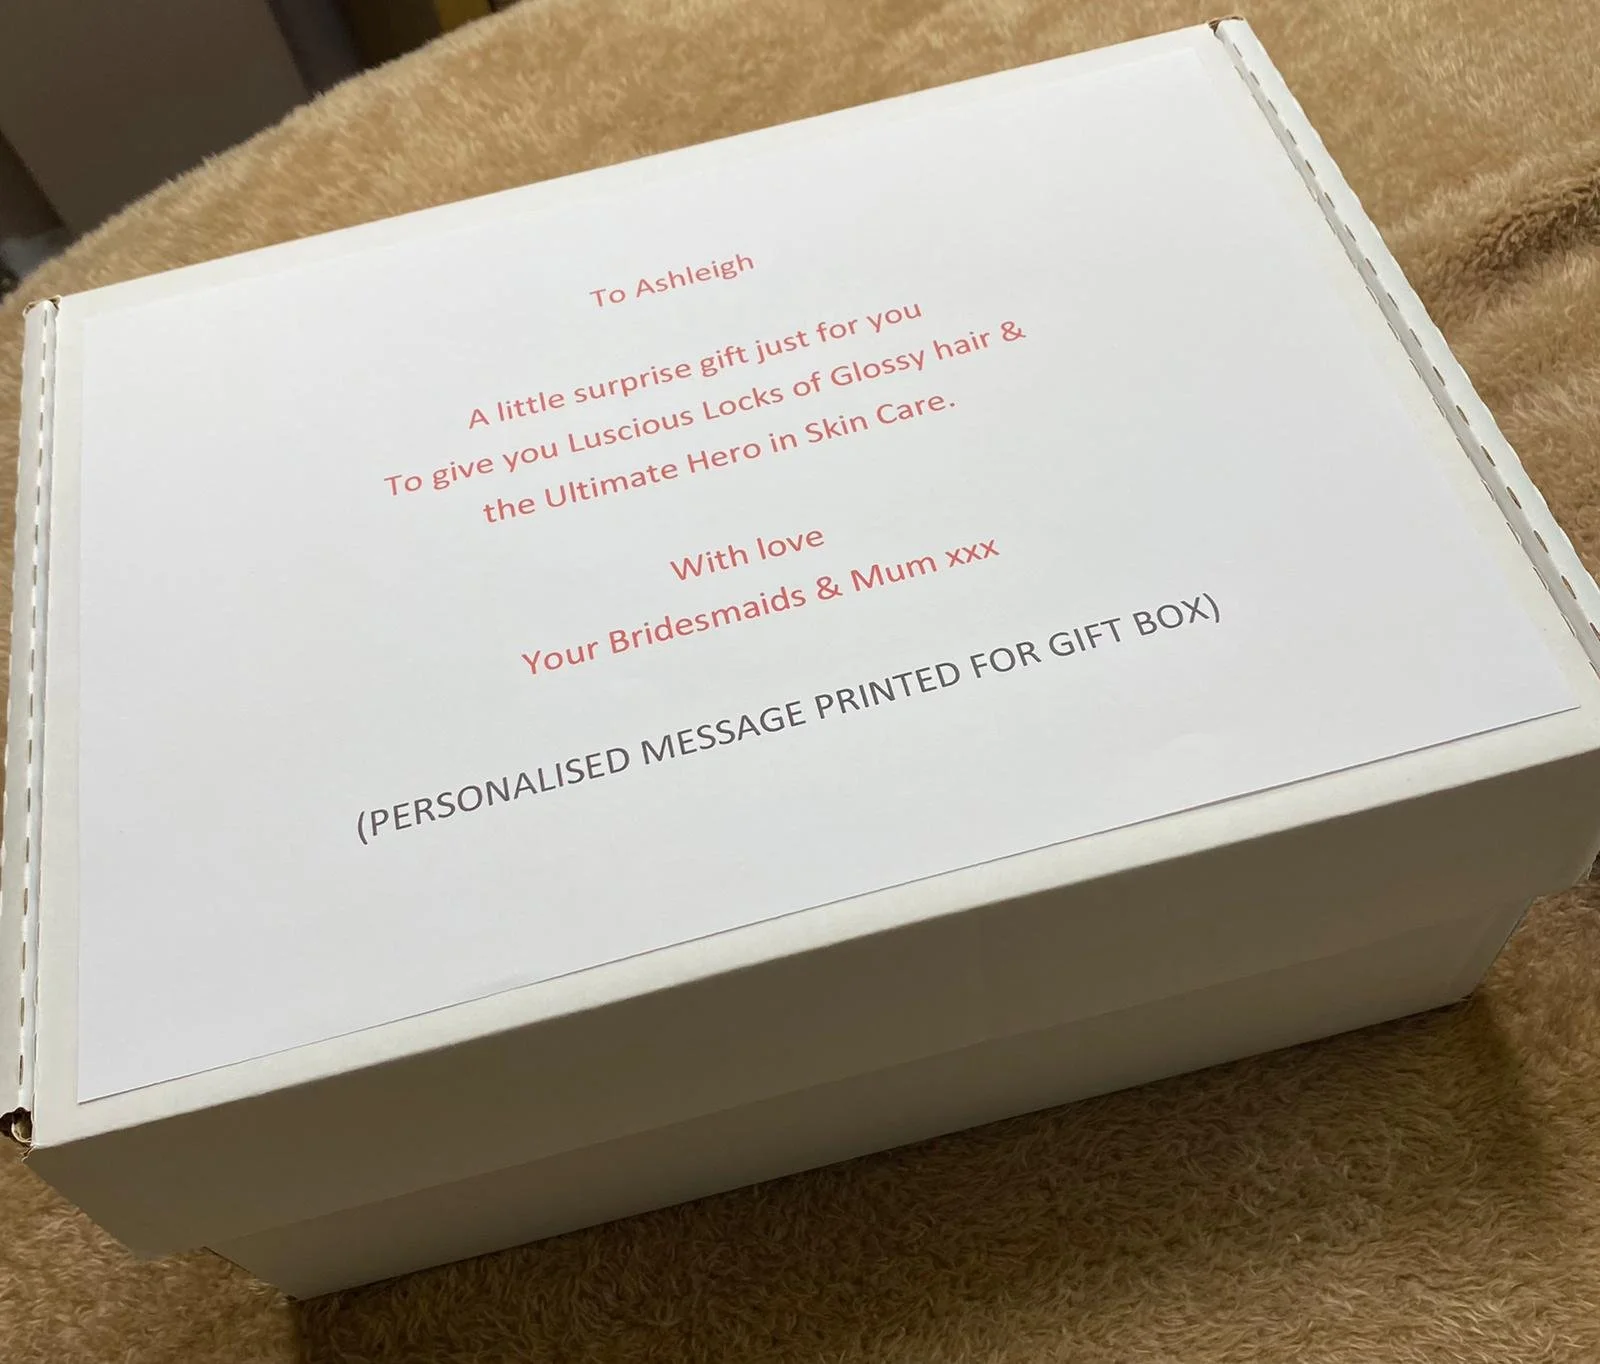 To Ashleigh
A little surprise gift just for you
To give you Luscious Locks of Glossy hair &
the Ultimate Hero in Skin Care.
With love
Your Bridesmaids & Mum xxx
(PERSONALISED MESSAGE PRINTED FOR GIFT BOX)